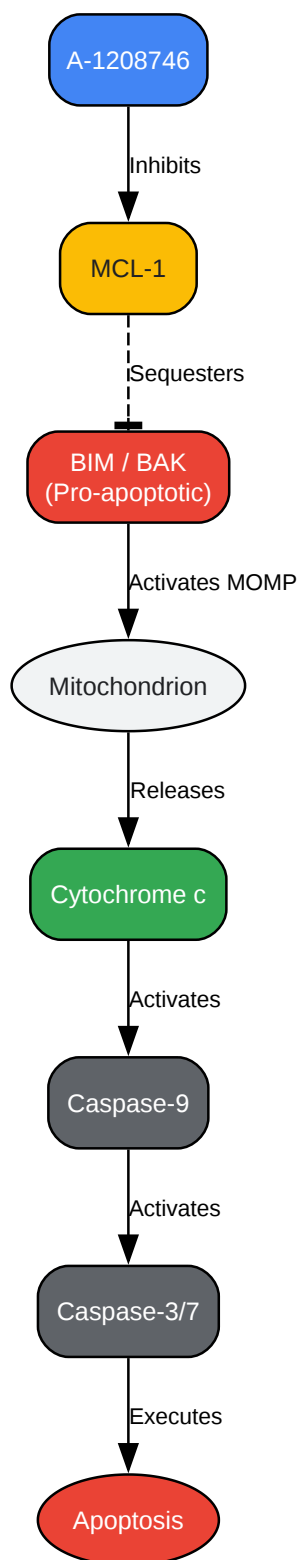 A-1208746
Inhibits
MCL-1
Sequesters
BIM / BAK
(Pro-apoptotic)
Activates MOMP
Mitochondrion
Releases
Cytochrome c
Activates
Caspase-9
Activates
Caspase-3/7
Executes
Apoptosis